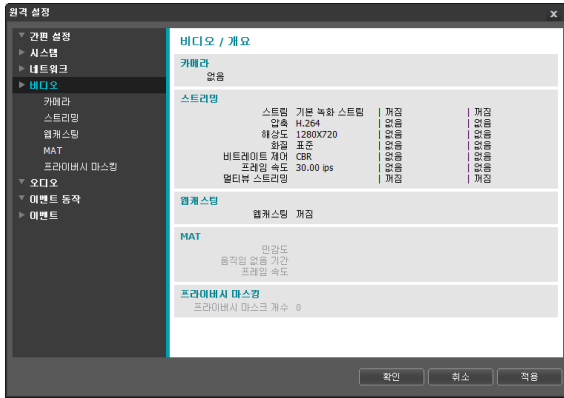 원격 설정 x
간편 설정
시스템
네트워크
비디오
카메라
스트리밍
웹캐스팅
MAT
프라이버시 마스킹
오디오
이벤트 동작
이벤트
비디오 / 개요
카메라
없음
스트리밍
스트림 기본 녹화 스트림 | 꺼짐 | 꺼짐
압축 H.264 | 없음 | 없음
해상도 1280X720 | 없음 | 없음
화질 표준 | 없음 | 없음
비트레이트 제어 CBR | 없음 | 없음
프레임 속도 30.00 ips | 없음 | 없음
멀티뷰 스트리밍 | 꺼짐 | 꺼짐
웹캐스팅
웹캐스팅 꺼짐
MAT
민감도
움직임 없음 기간
프레임 속도
프라이버시 마스킹
프라이버시 마스크 개수 0
확인 취소 적용